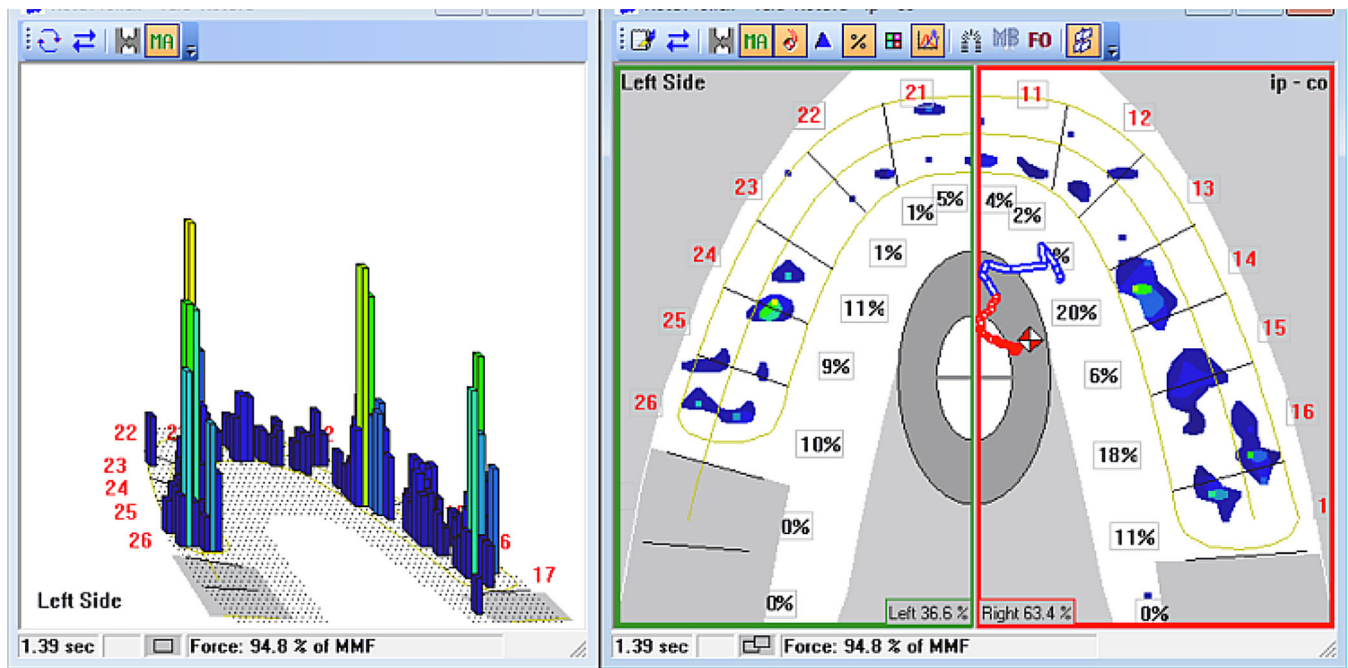 MA
MA
%
MB
FO
Left Side
ip - co
21
11
22
12
23
13
24
14
25
15
26
16
5%
4%
1%
2%
1%
11%
20%
9%
6%
10%
18%
0%
11%
0%
0%
Left 36.6 %
Right 63.4 %
22
23
24
25
26
17
Left Side
1.39 sec
Force: 94.8 % of MMF
1.39 sec
Force: 94.8 % of MMF